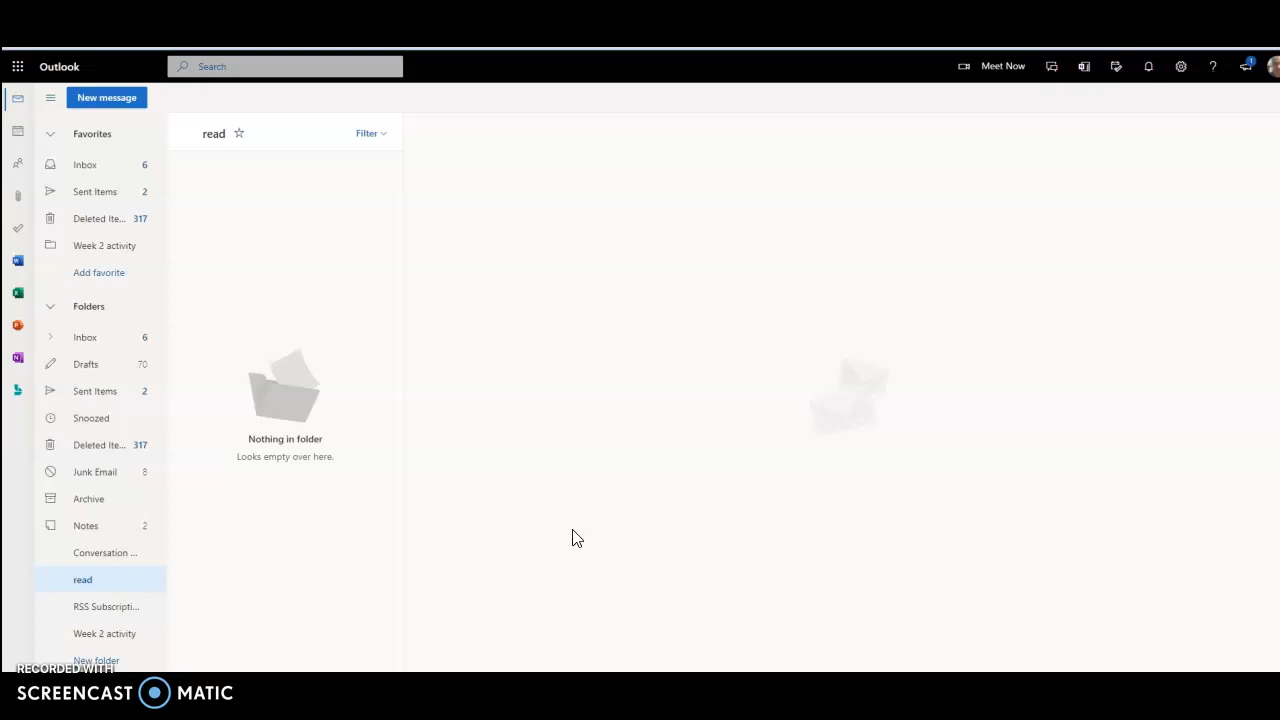 Outlook
Search
Meet Now
1
New message
Favorites
read
Filter
Inbox 6
Sent Items 2
Deleted Ite... 317
Week 2 activity
Add favorite
Folders
Inbox 6
Drafts 70
Sent Items 2
Snoozed
Deleted Ite... 317
Nothing in folder
Looks empty over here.
Junk Email 8
Archive
Notes 2
Conversation ...
read
RSS Subscripti...
Week 2 activity
New folder
RECORDED WITH
SCREENCAST MATIC